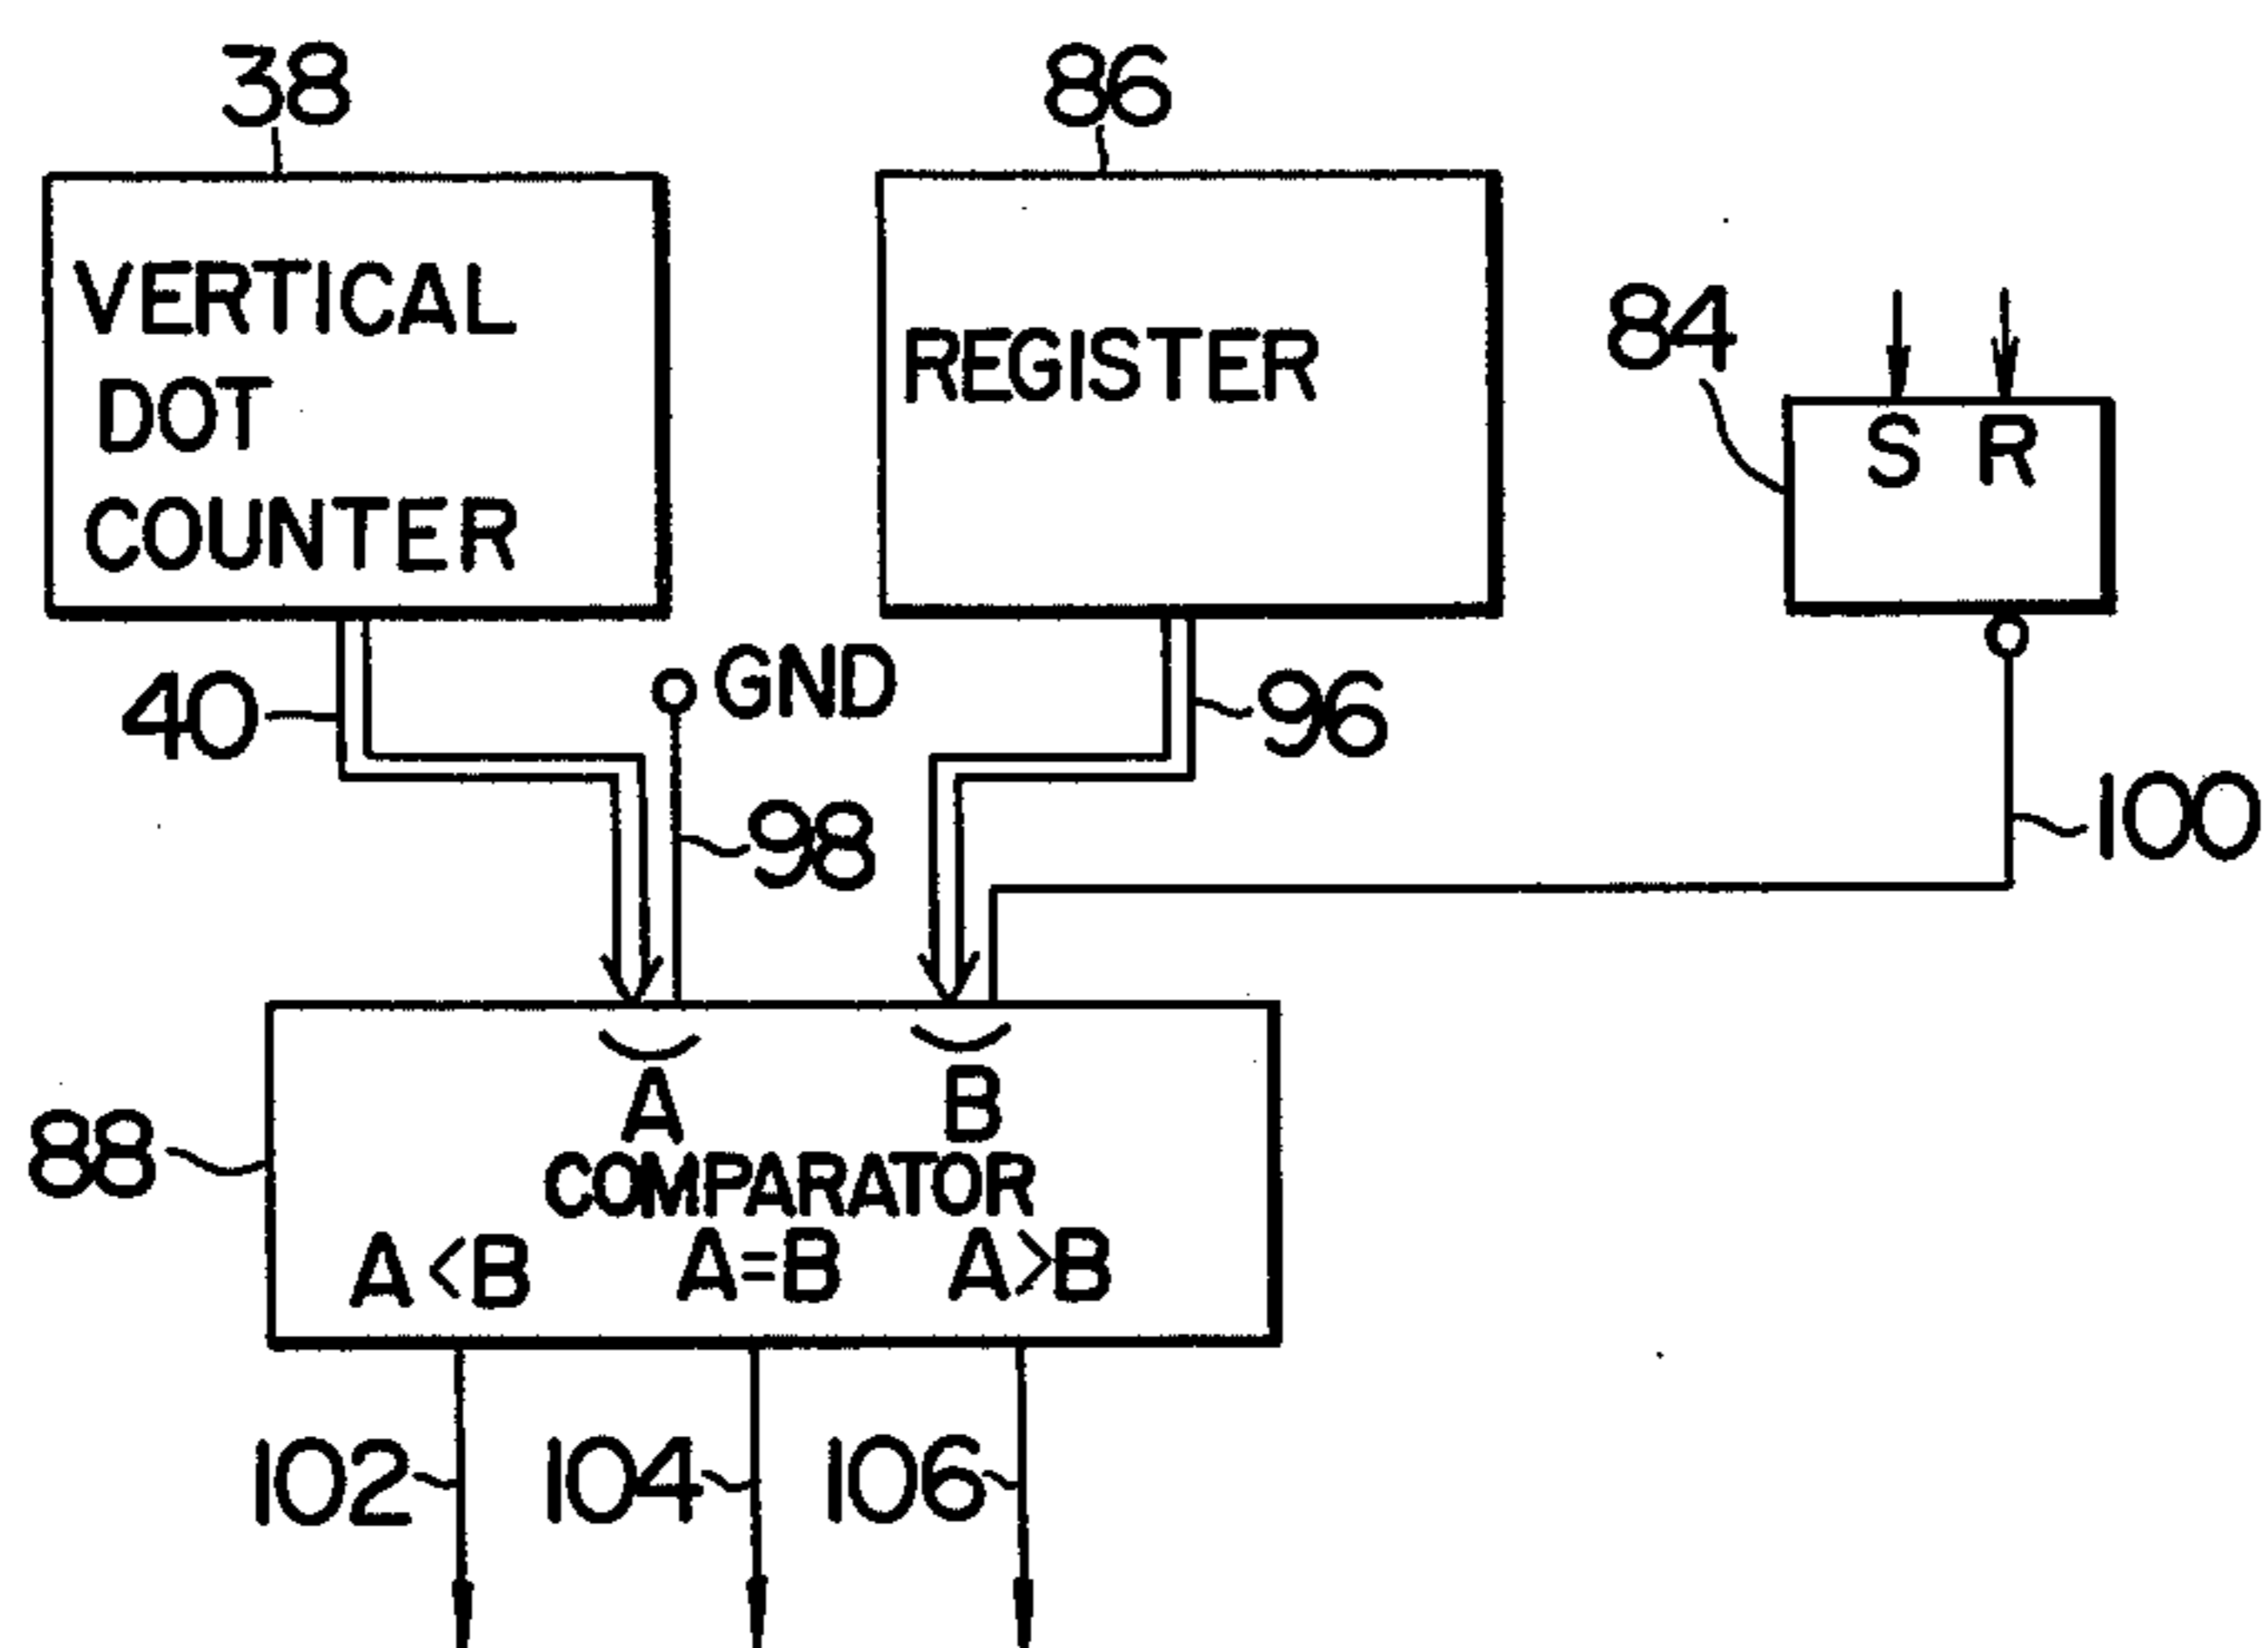 38
86
VERTICAL
DOT
COUNTER
REGISTER
84
S R
40
GND
96
98
100
A B
88
COMPARATOR
A<B A=B A>B
102
104
106